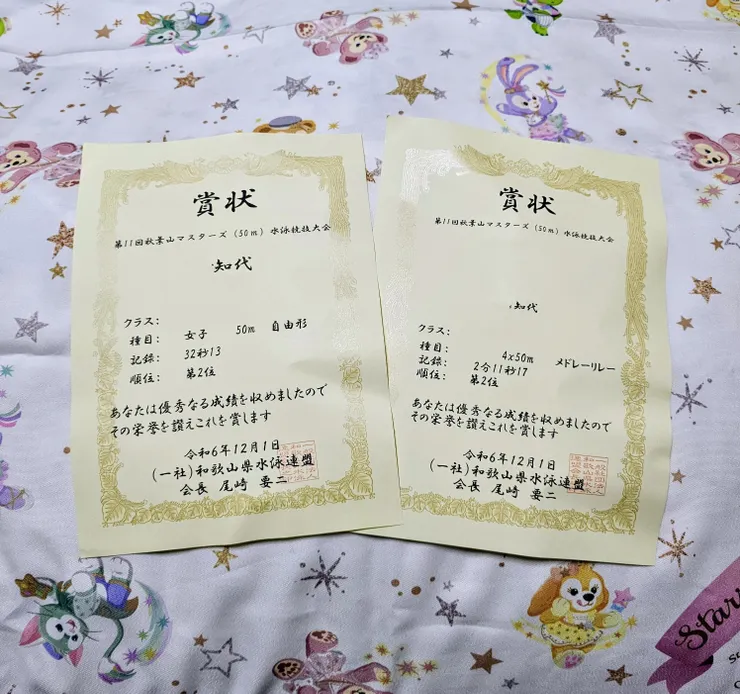 賞状
第11回秋葉山マスターズ(50m)水泳競技大会
知代
クラス:
種目: 女子 50m 自由形
記録: 32秒13
順位: 第2位
あなたは優秀なる成績を収めましたので
その栄誉を讃えこれを賞します
令和6年12月1日
(一社)和歌山県水泳連盟
会長 尾崎 要二
賞状
第11回秋葉山マスターズ(50m)水泳競技大会
知代
クラス:
種目: 4x50m メドレーリレー
記録: 2分11秒17
順位: 第2位
あなたは優秀なる成績を収めましたので
その栄誉を讃えこれを賞します
令和6年12月1日
(一社)和歌山県水泳連盟
会長 尾崎 要二